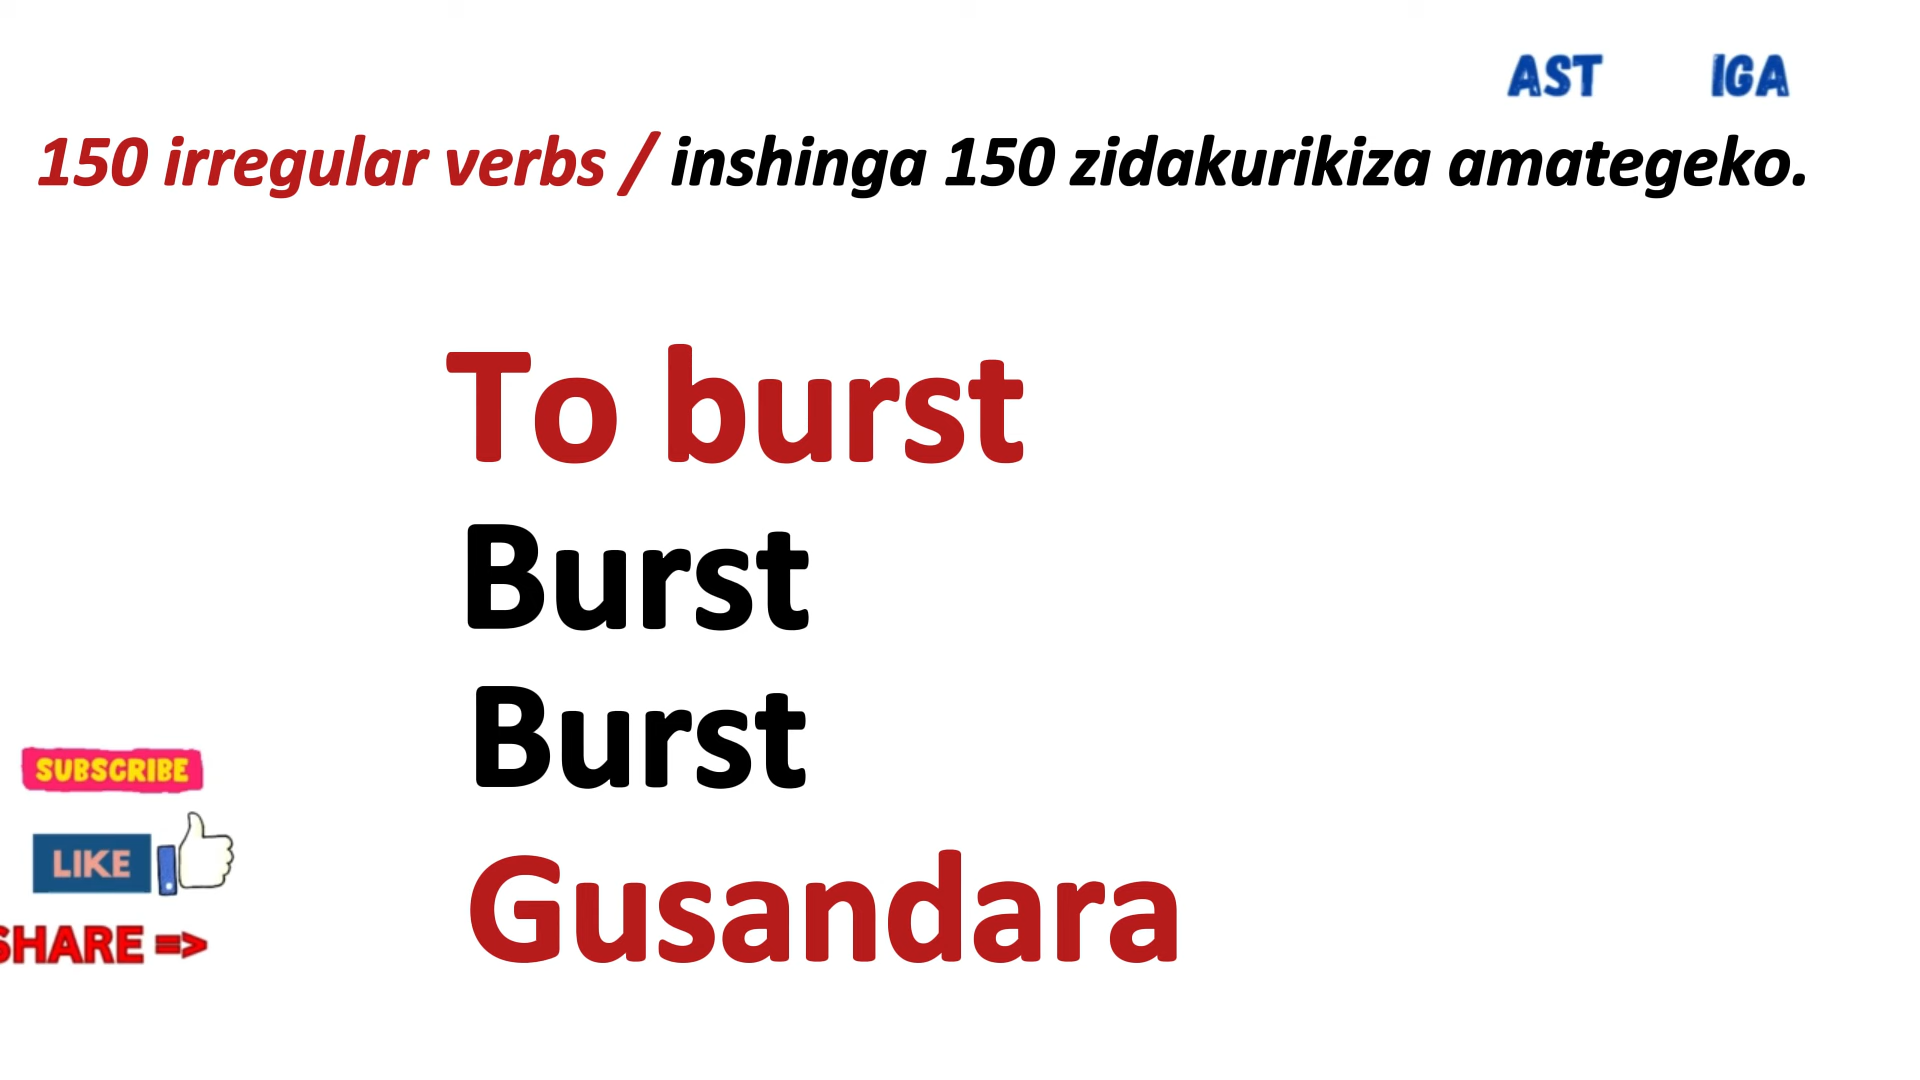 AST IGA
150 irregular verbs / inshinga 150 zidakurikiza amategeko.
To burst
Burst
Burst
Gusandara
SUBSCRIBE
LIKE
SHARE =>